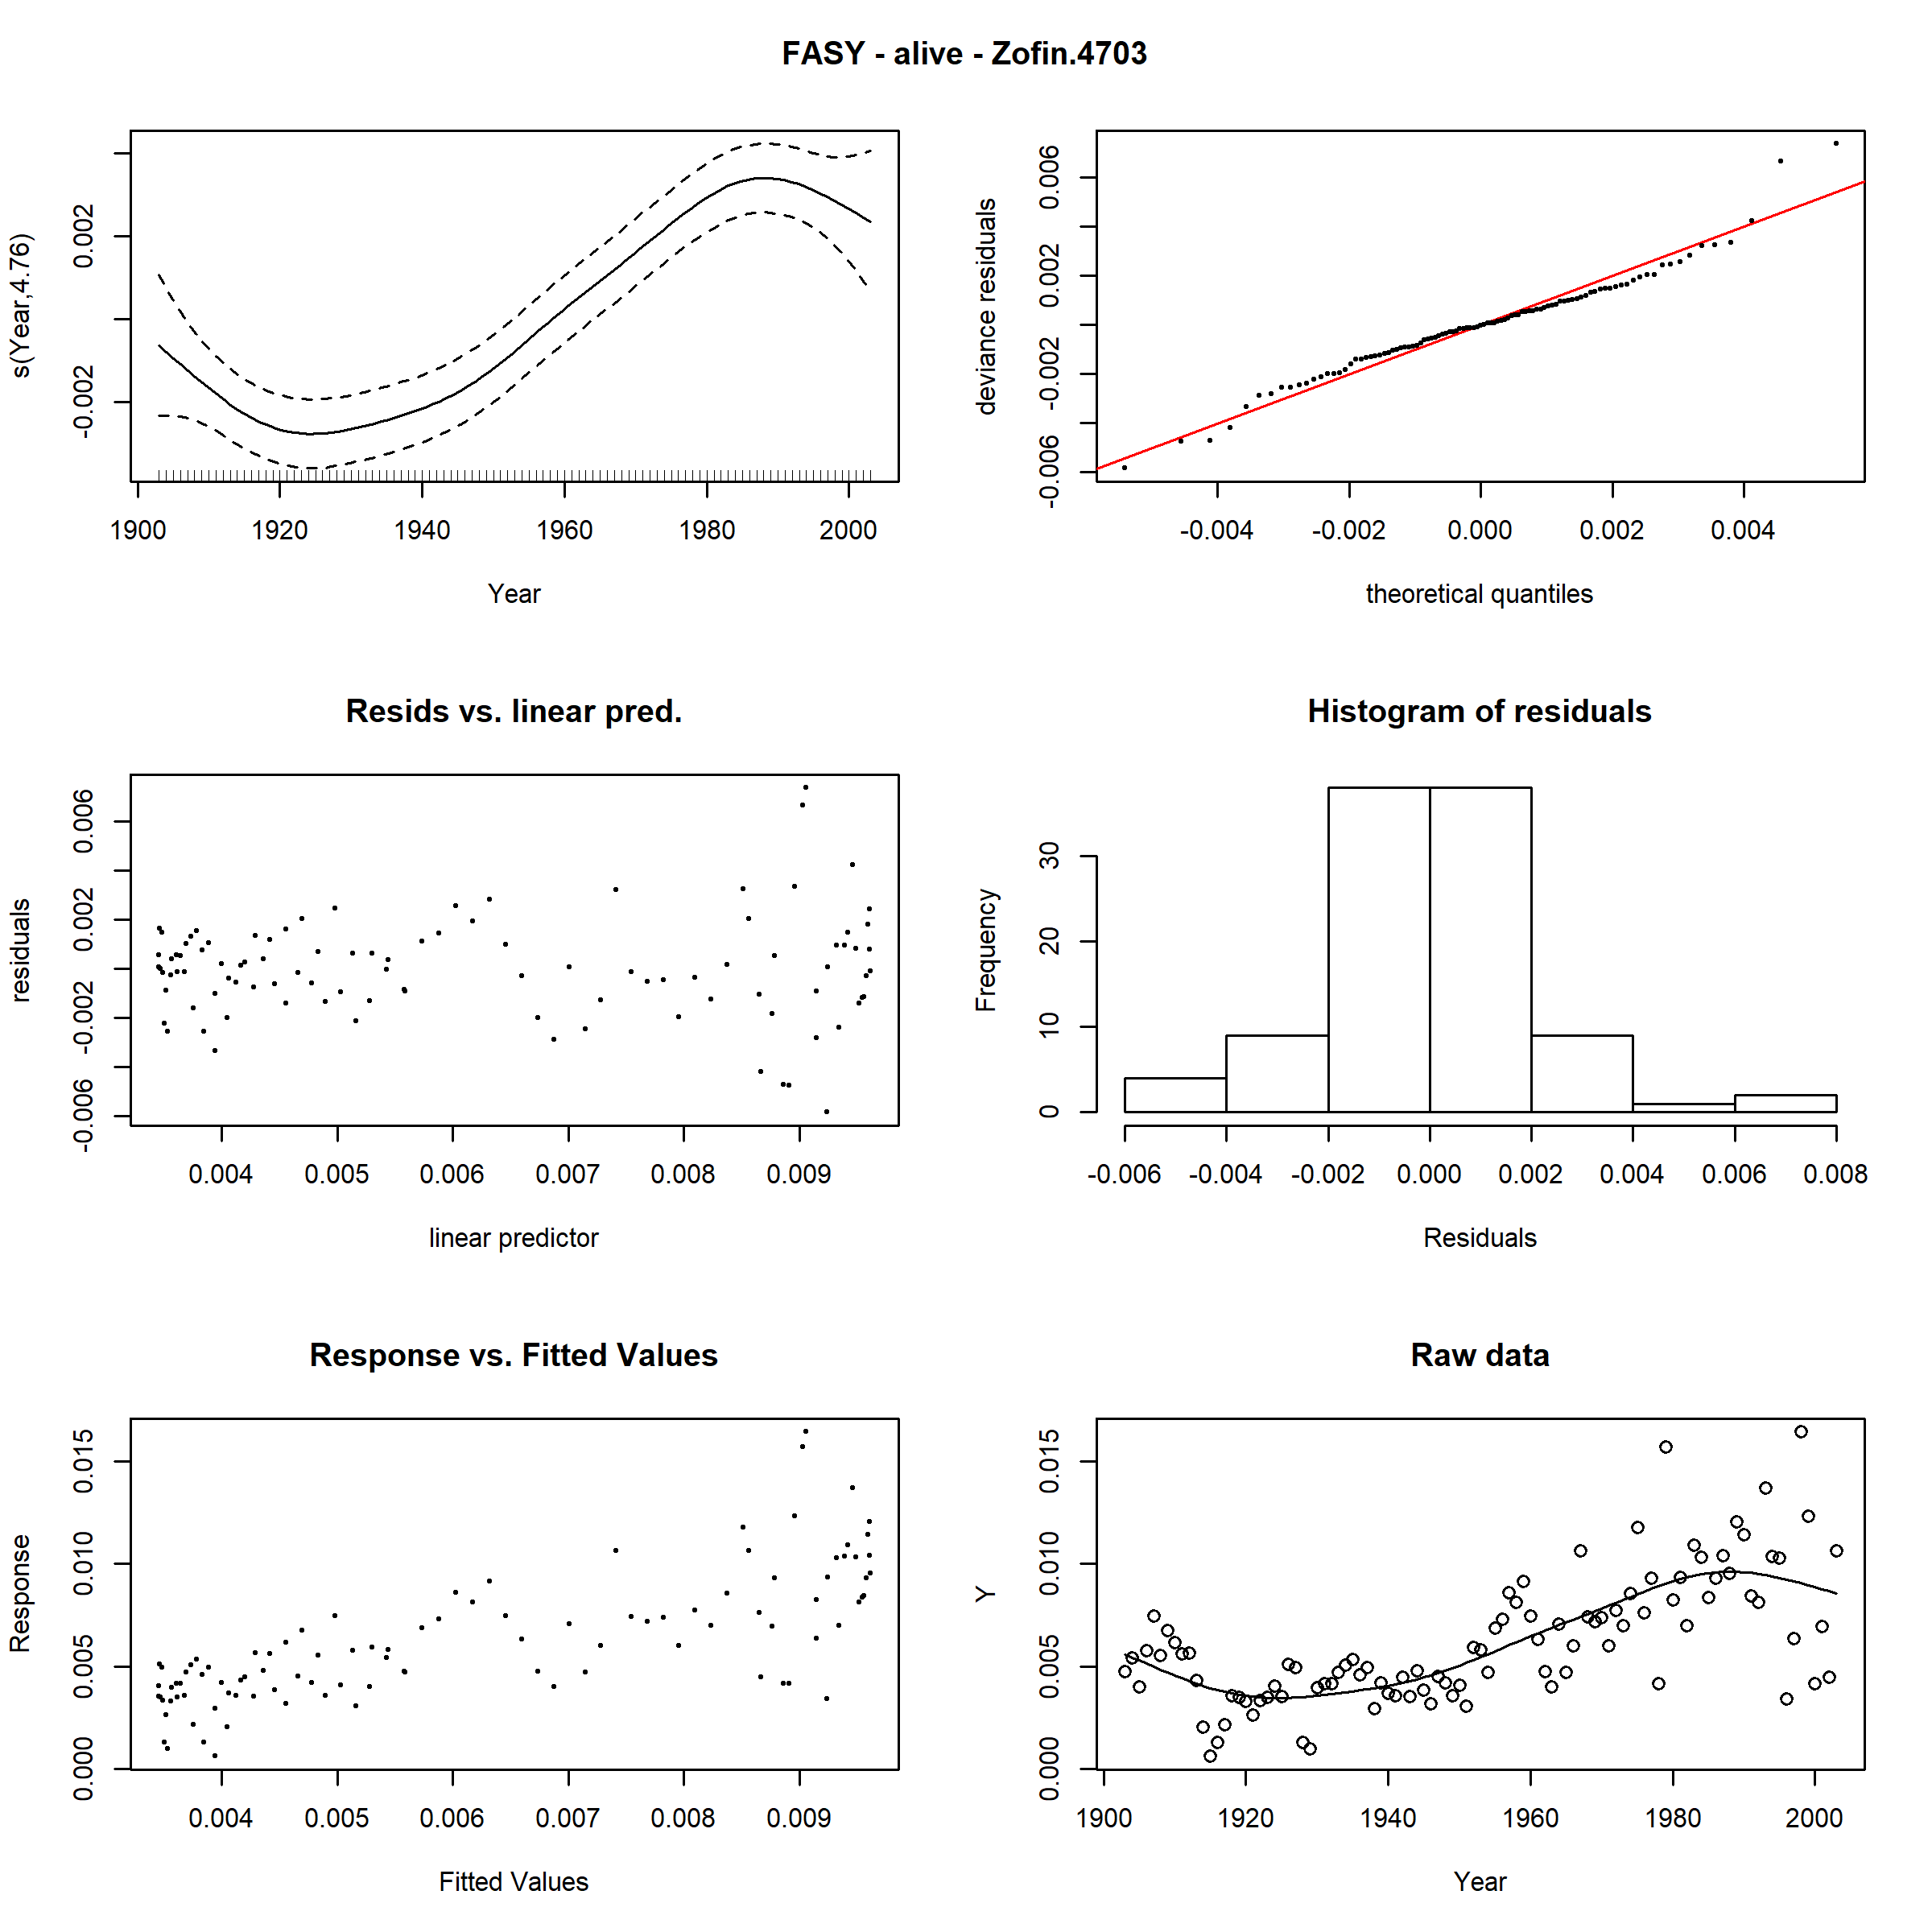 FASY - alive - Zofin.4703
s(Year,4.76)
-0.002 0.002
1900 1920 1940 1960 1980 2000
Year
deviance residuals
-0.006 -0.002 0.002 0.006
-0.004 -0.002 0.000 0.002 0.004
theoretical quantiles
Resids vs. linear pred.
residuals
-0.006 -0.002 0.002 0.006
0.004 0.005 0.006 0.007 0.008 0.009
linear predictor
Histogram of residuals
Frequency
0 10 20 30
-0.006 -0.004 -0.002 0.000 0.002 0.004 0.006 0.008
Residuals
Response vs. Fitted Values
Response
0.000 0.005 0.010 0.015
0.004 0.005 0.006 0.007 0.008 0.009
Fitted Values
Raw data
Y
0.000 0.005 0.010 0.015
1900 1920 1940 1960 1980 2000
Year